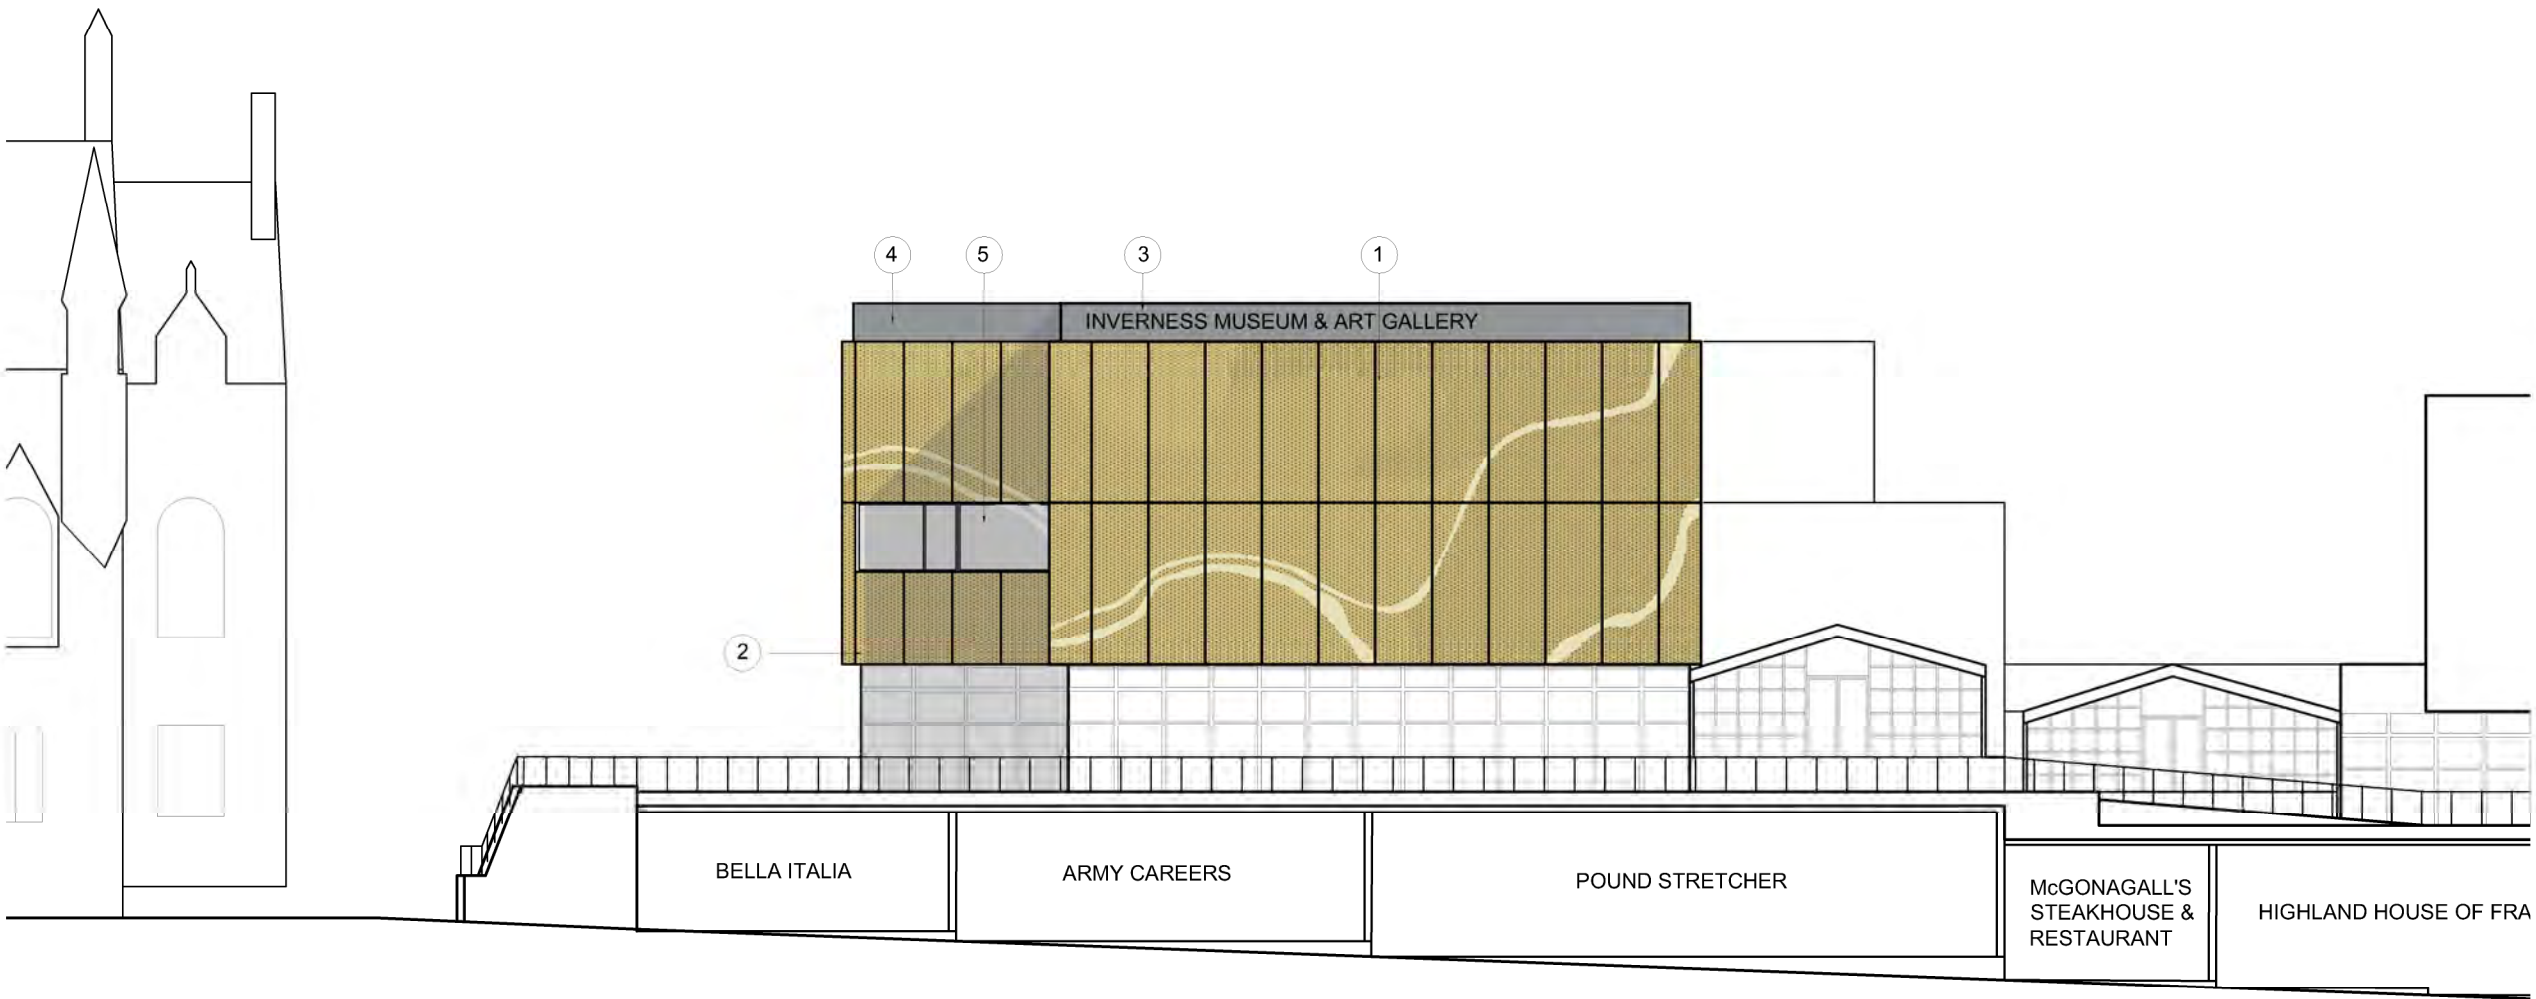 4
5
3
1
INVERNESS MUSEUM & ART GALLERY
2
BELLA ITALIA
ARMY CAREERS
POUND STRETCHER
McGONAGALL'S
STEAKHOUSE &
RESTAURANT
HIGHLAND HOUSE OF FRA